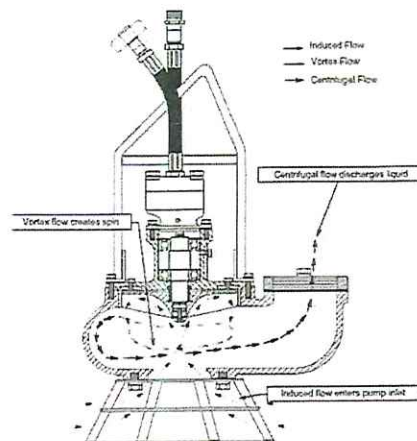 Induced Flow
Vortex Flow
Centrifugal Flow
Centrifugal flow discharges liquid
Vortex flow creates spin
Induced flow enters pump inlet